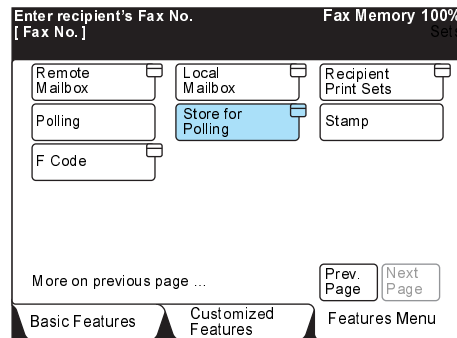 Enter recipient's Fax No. Fax Memory 100%
[ Fax No. ] Set
Remote Mailbox
Local Mailbox
Recipient Print Sets
Polling
Store for Polling
Stamp
F Code
More on previous page ...
Prev. Page
Next Page
Basic Features
Customized Features
Features Menu